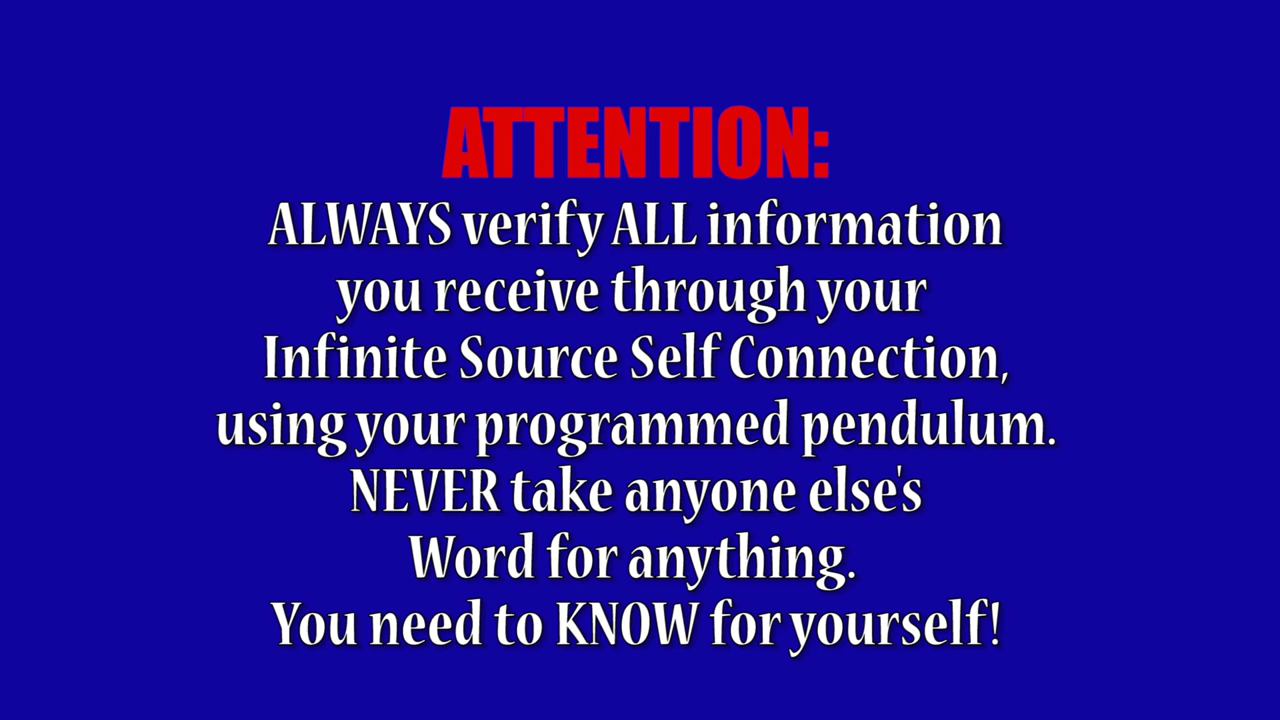 ATTENTION:
ALWAYS verify ALL information
you receive through your
Infinite Source Self Connection,
using your programmed pendulum.
NEVER take anyone else's
Word for anything.
You need to KNOW for yourself!